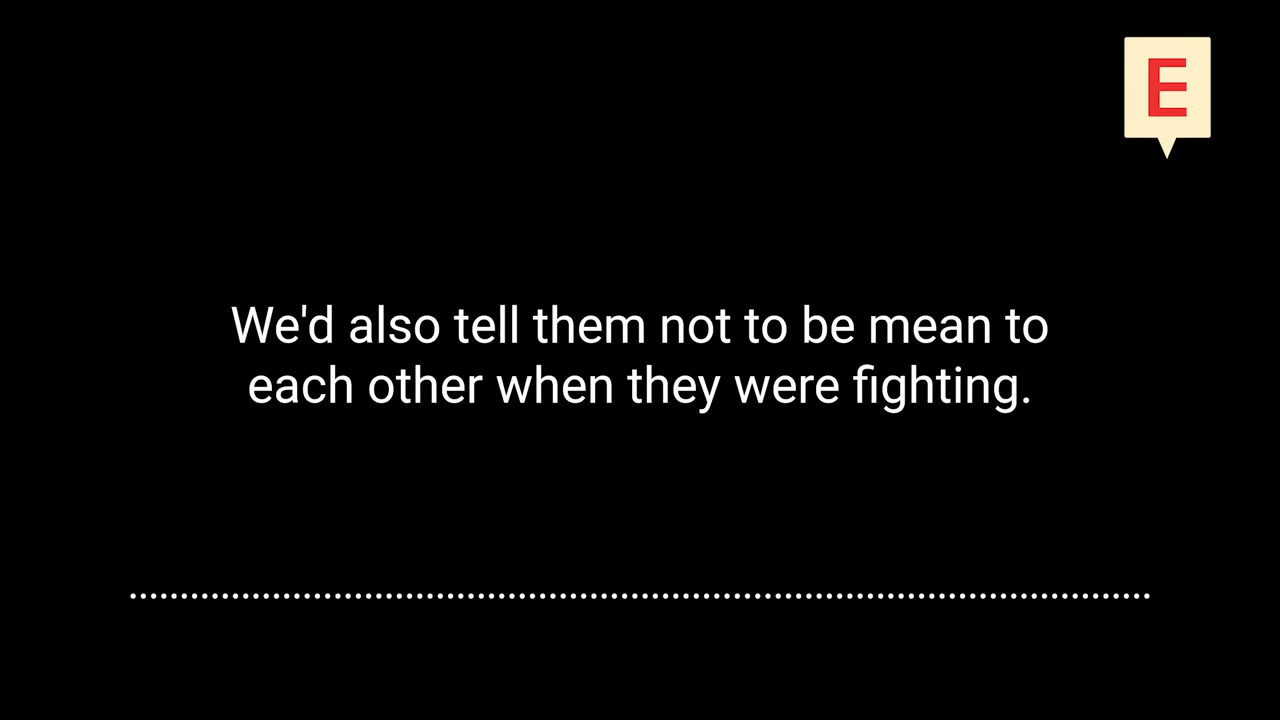 E
We'd also tell them not to be mean to
each other when they were fighting.